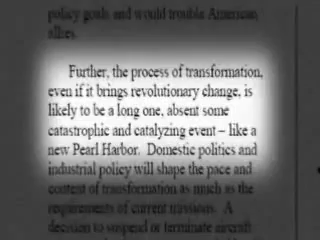 policy goals and would trouble American
allies.
Further, the process of transformation,
even if it brings revolutionary change, is
likely to be a long one, absent some
catastrophic and catalyzing event – like a
new Pearl Harbor. Domestic politics and
industrial policy will shape the pace and
content of transformation as much as the
requirements of current missions. A
decision to suspend or terminate aircraft